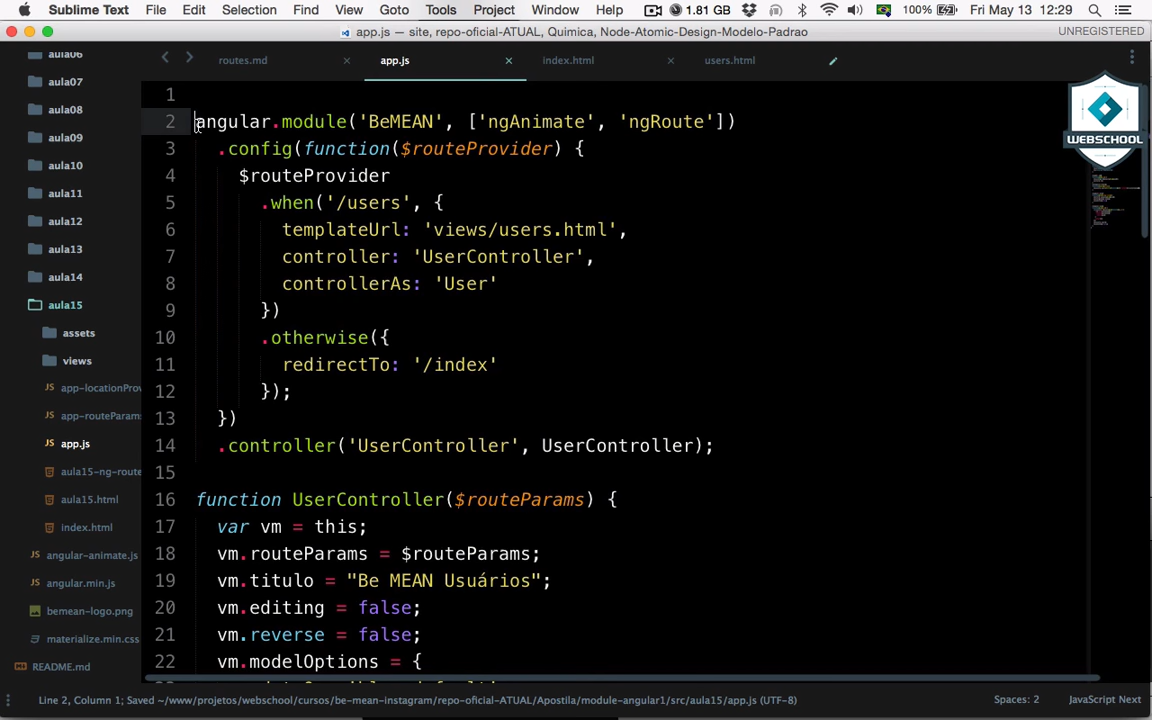 Sublime Text File Edit Selection Find View Goto Tools Project Window Help 1.81 GB 100% Fri May 13 12:29
app.js — site, repo-oficial-ATUAL, Quimica, Node-Atomic-Design-Modelo-Padrao
UNREGISTERED
aula06
aula07
aula08
aula09
aula10
aula11
aula12
aula13
aula14
aula15
assets
views
app-locationProv
app-routeParams
app.js
aula15-ng-route
aula15.html
index.html
angular-animate.js
angular.min.js
bemean-logo.png
materialize.min.css
README.md
routes.md app.js index.html users.html
1
2 angular.module('BeMEAN', ['ngAnimate', 'ngRoute'])
3 .config(function($routeProvider) {
4 $routeProvider
5 .when('/users', {
6 templateUrl: 'views/users.html',
7 controller: 'UserController',
8 controllerAs: 'User'
9 })
10 .otherwise({
11 redirectTo: '/index'
12 });
13 })
14 .controller('UserController', UserController);
15
16 function UserController($routeParams) {
17 var vm = this;
18 vm.routeParams = $routeParams;
19 vm.titulo = "Be MEAN Usuários";
20 vm.editing = false;
21 vm.reverse = false;
22 vm.modelOptions = {
WEBSCHOOL
Line 2, Column 1; Saved ~/www/projetos/webschool/cursos/be-mean-instagram/repo-oficial-ATUAL/Apostila/module-angular1/src/aula15/app.js (UTF-8)
Spaces: 2
JavaScript Next